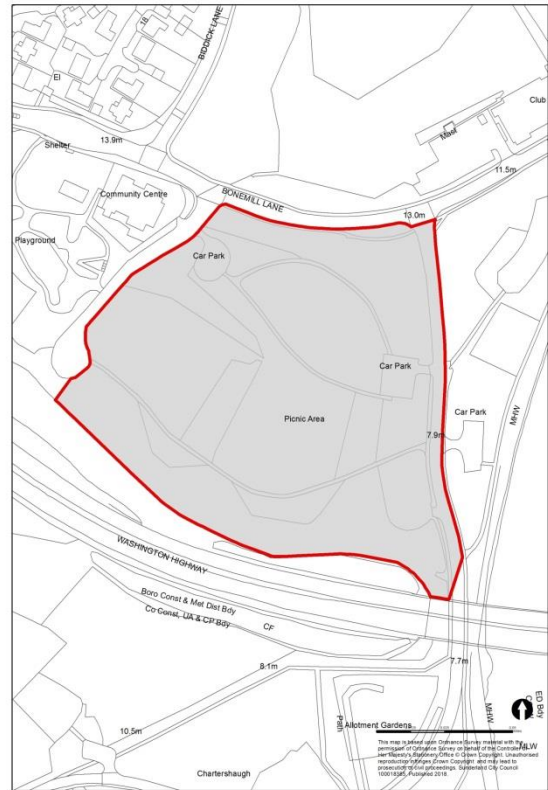 18
BIDDICK LANE
El
Mast
Club
Shelter
13.9m
11.5m
Community Centre
BONEMILL LANE
13.0m
Playground
Car Park
Car Park
Car Park
MHW
Picnic Area
7.9m
WASHINGTON HIGHWAY
Boro Const & Met Dist Bdy
Co Const, UA & CP Bdy
CF
8.1m
7.7m
ED Bdy
MHW
Path
Allotment Gardens
10.5m
MLW
Chartershaugh
This map is based upon Ordnance Survey material with the
permission of Ordnance Survey on behalf of the Controller of
Her Majesty's Stationery Office © Crown Copyright. Unauthorised
reproduction infringes Crown Copyright and may lead to
prosecution or civil proceedings. Sunderland City Council
100018385. Published 2018.